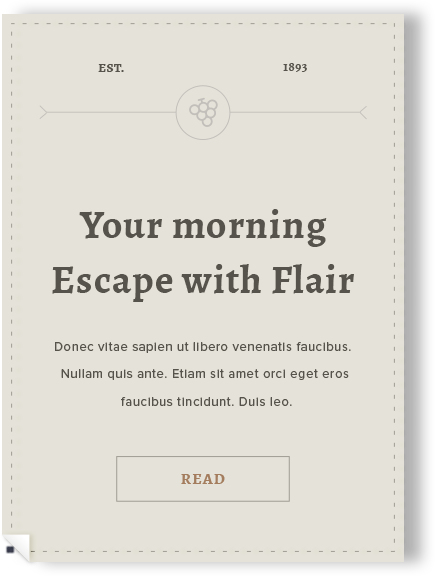 EST.
1893
Your morning
Escape with Flair
Donec vitae sapien ut libero venenatis faucibus.
Nullam quis ante. Etiam sit amet orci eget eros
faucibus tincidunt. Duis leo.
READ